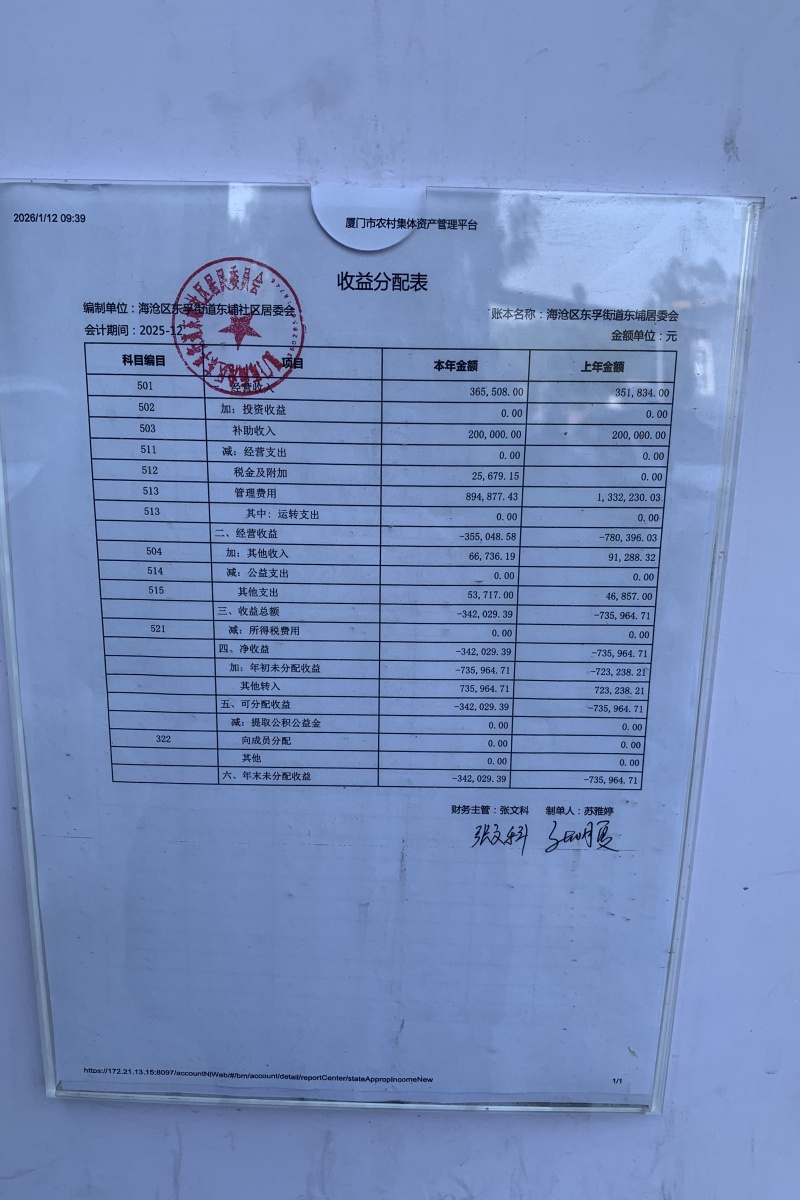 2026/1/12 09:39
厦门市农村集体资产管理平台
收益分配表
编制单位：海沧区东孚街道东埔社区居委会 账本名称：海沧区东孚街道东埔居委会
会计期间：2025-12 金额单位：元
科目编目 项目 本年金额 上年金额
501 经营收入 365,508.00 351,834.00
502 加：投资收益 0.00 0.00
503 补助收入 200,000.00 200,000.00
511 减：经营支出 0.00 0.00
512 税金及附加 25,679.15 0.00
513 管理费用 894,877.43 1,332,230.03
513 其中：运转支出 0.00 0.00
二、经营收益 -355,048.58 -780,396.03
504 加：其他收入 66,736.19 91,288.32
514 减：公益支出 0.00 0.00
515 其他支出 53,717.00 46,857.00
三、收益总额 -342,029.39 -735,964.71
521 减：所得税费用 0.00 0.00
四、净收益 -342,029.39 -735,964.71
加：年初未分配收益 -735,964.71 -723,238.21
其他转入 735,964.71 723,238.21
五、可分配收益 -342,029.39 -735,964.71
减：提取公积公益金 0.00 0.00
322 向成员分配 0.00 0.00
其他 0.00 0.00
六、年末未分配收益 -342,029.39 -735,964.71
财务主管：张文科 制单人：苏雅婷
张文科
https://172.21.13.15:8097/accountNlWeb/#/bm/account/detail/reportCenter/stateAppropIncomeNew 1/1